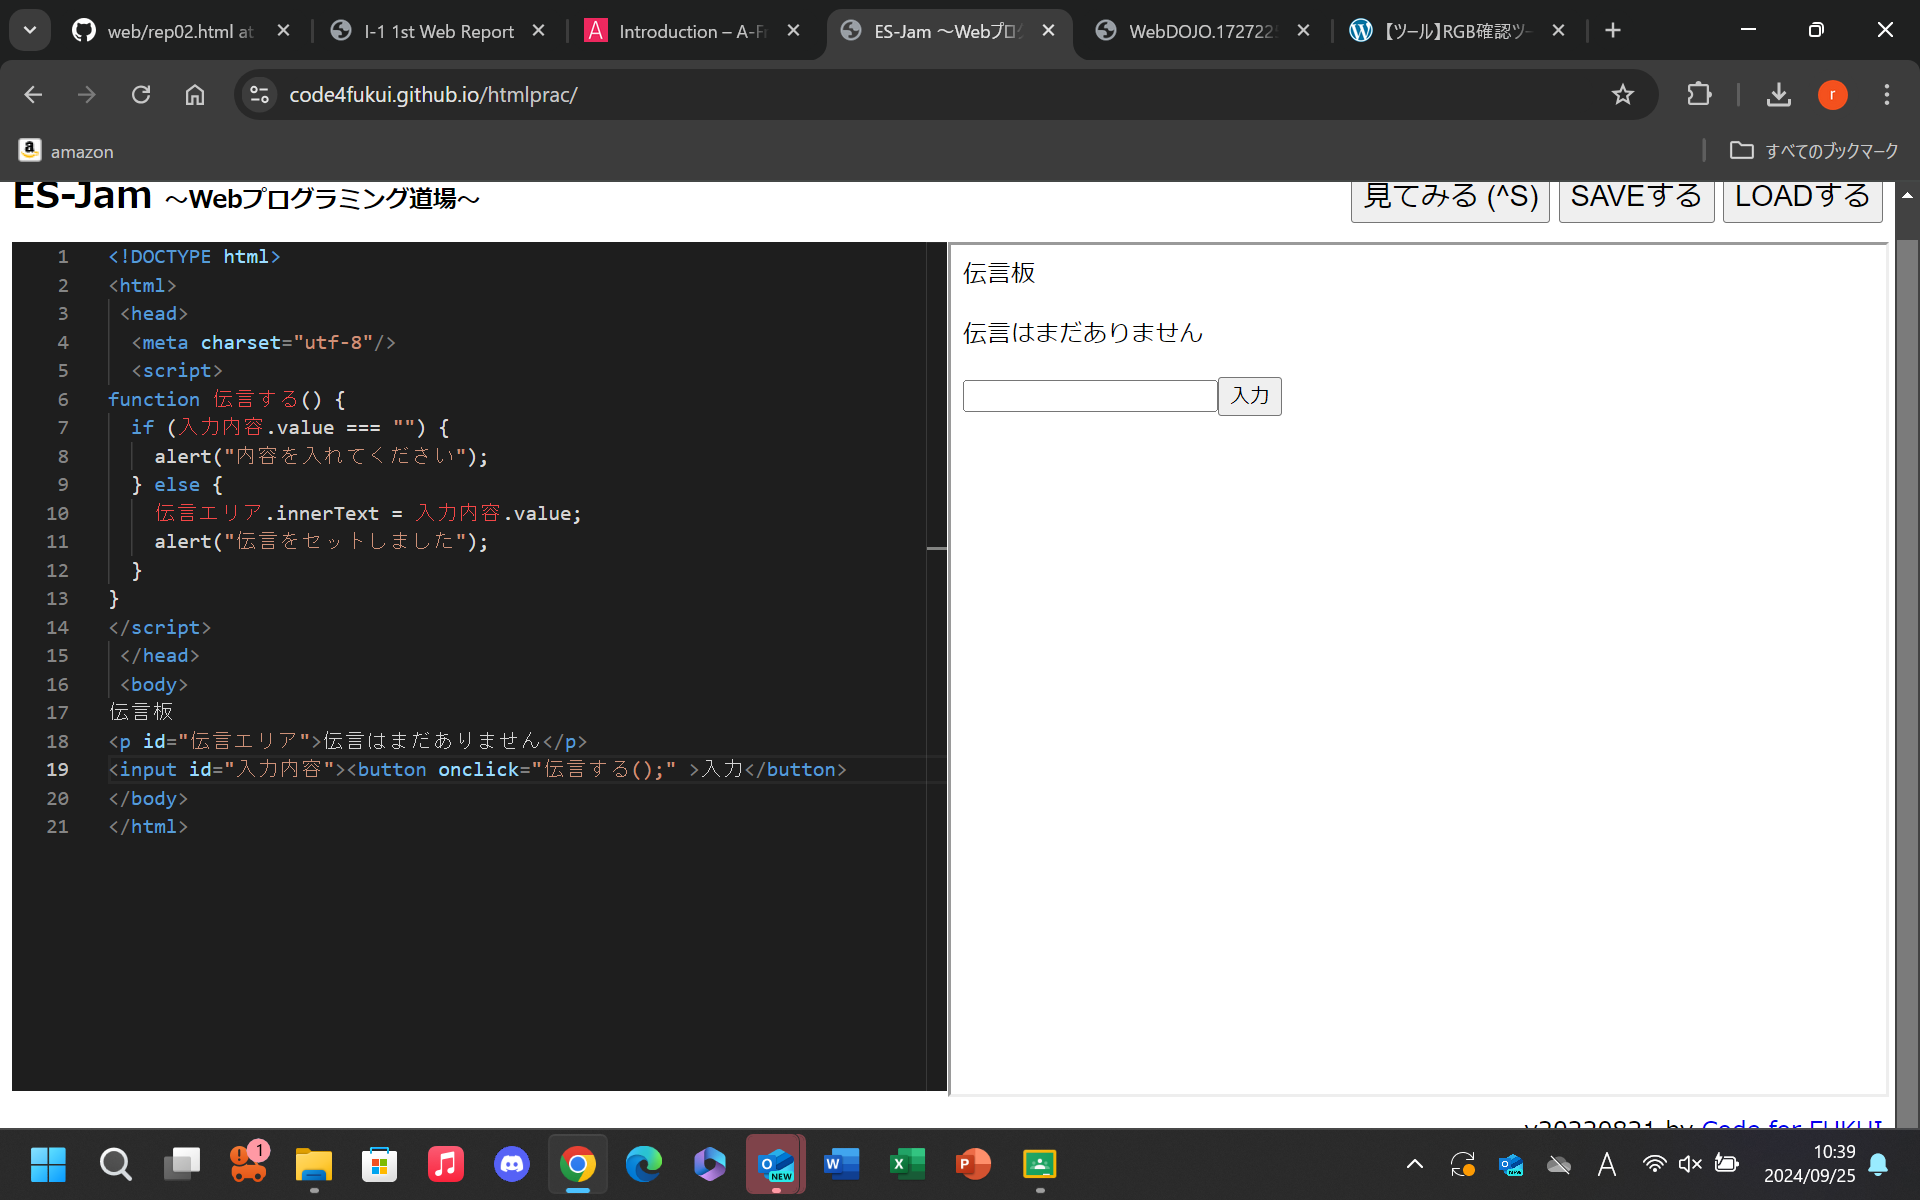 web/rep02.html at
I-1 1st Web Report
Introduction – A-Fr
ES-Jam 〜Webプログ
WebDOJO.1727225
【ツール】RGB確認ツー
code4fukui.github.io/htmlprac/
r
amazon
すべてのブックマーク
ES-Jam 〜Webプログラミング道場〜
見てみる (^S)
SAVEする
LOADする
1 <!DOCTYPE html>
2 <html>
3 <head>
4 <meta charset="utf-8"/>
5 <script>
6 function 伝言する() {
7 if (入力内容.value === "") {
8 alert("内容を入れてください");
9 } else {
10 伝言エリア.innerText = 入力内容.value;
11 alert("伝言をセットしました");
12 }
13 }
14 </script>
15 </head>
16 <body>
17 伝言板
18 <p id="伝言エリア">伝言はまだありません</p>
19 <input id="入力内容"><button onclick="伝言する();" >入力</button>
20 </body>
21 </html>
伝言板
伝言はまだありません
入力
v20220821 by Code for FUKUI
1
NEW
A
10:39
2024/09/25